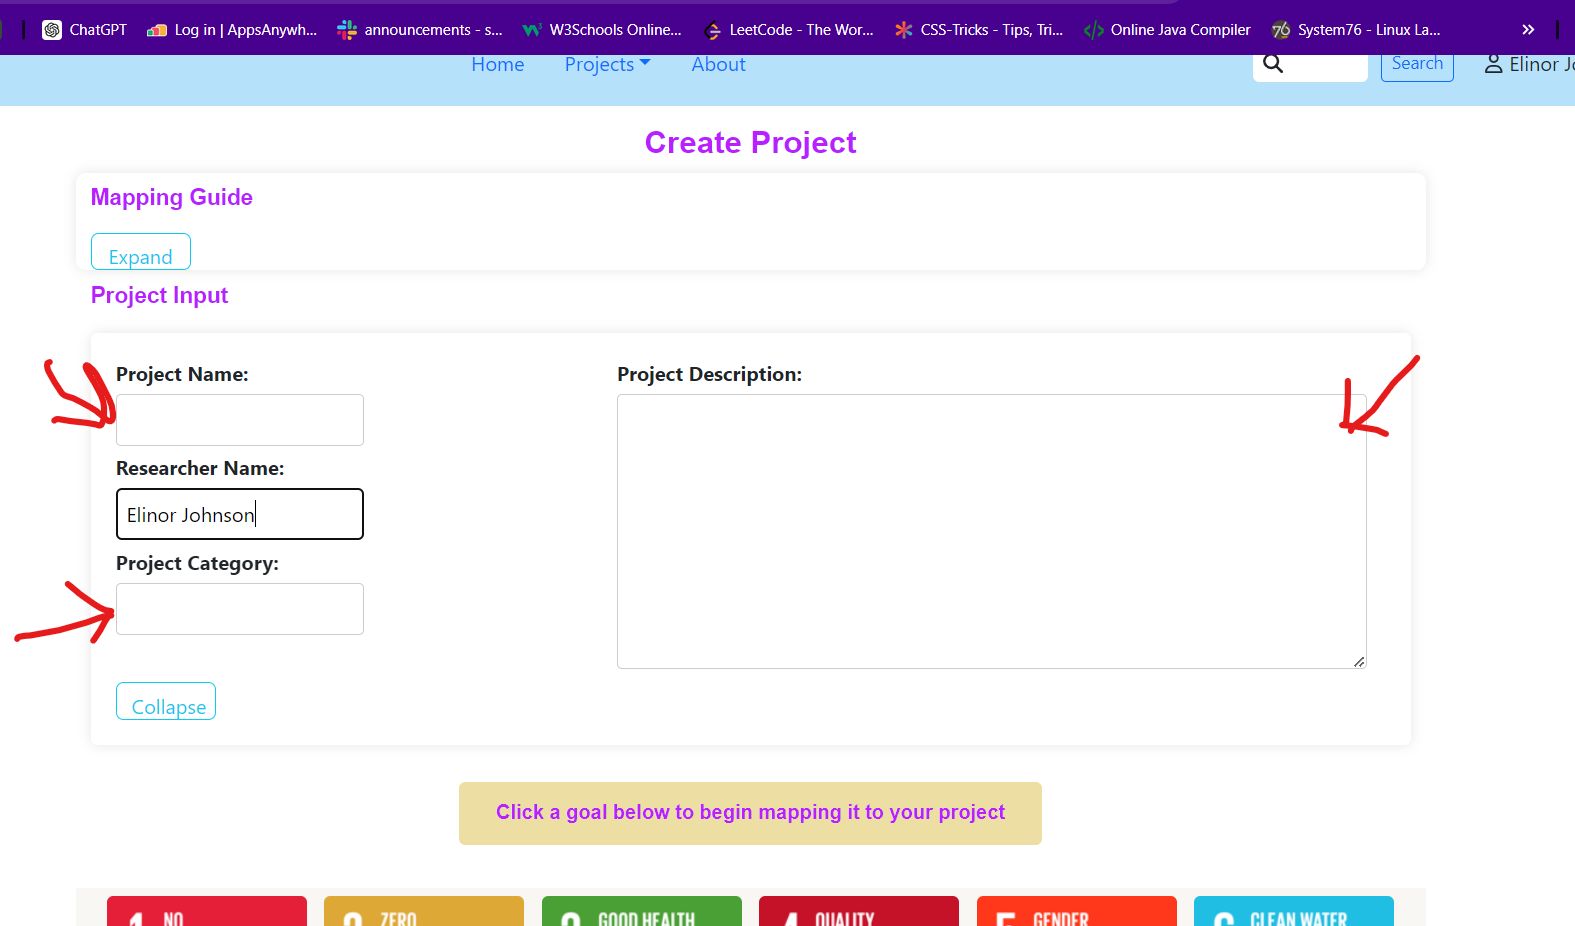 ChatGPT Log in | AppsAnywh... announcements - s... W3Schools Online... LeetCode - The Wor... CSS-Tricks - Tips, Tri... Online Java Compiler 76 System76 - Linux La... »
Home Projects About Search Elinor Jo
Create Project
Mapping Guide
Expand
Project Input
Project Name:
Project Description:
Researcher Name:
Elinor Johnson
Project Category:
Collapse
Click a goal below to begin mapping it to your project
1 NO 2 ZERO 3 GOOD HEALTH 4 QUALITY 5 GENDER 6 CLEAN WATER